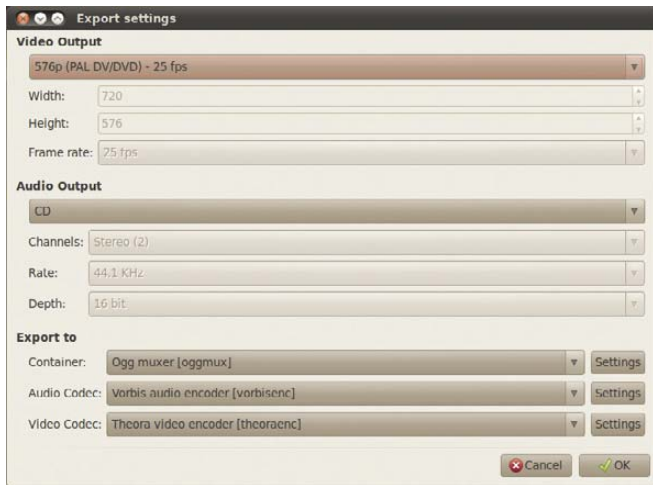 Export settings
Video Output
576p (PAL DV/DVD) - 25 fps
Width: 720
Height: 576
Frame rate: 25 fps
Audio Output
CD
Channels: Stereo (2)
Rate: 44.1 KHz
Depth: 16 bit
Export to
Container: Ogg muxer [oggmux] Settings
Audio Codec: Vorbis audio encoder [vorbisenc] Settings
Video Codec: Theora video encoder [theoraenc] Settings
Cancel OK